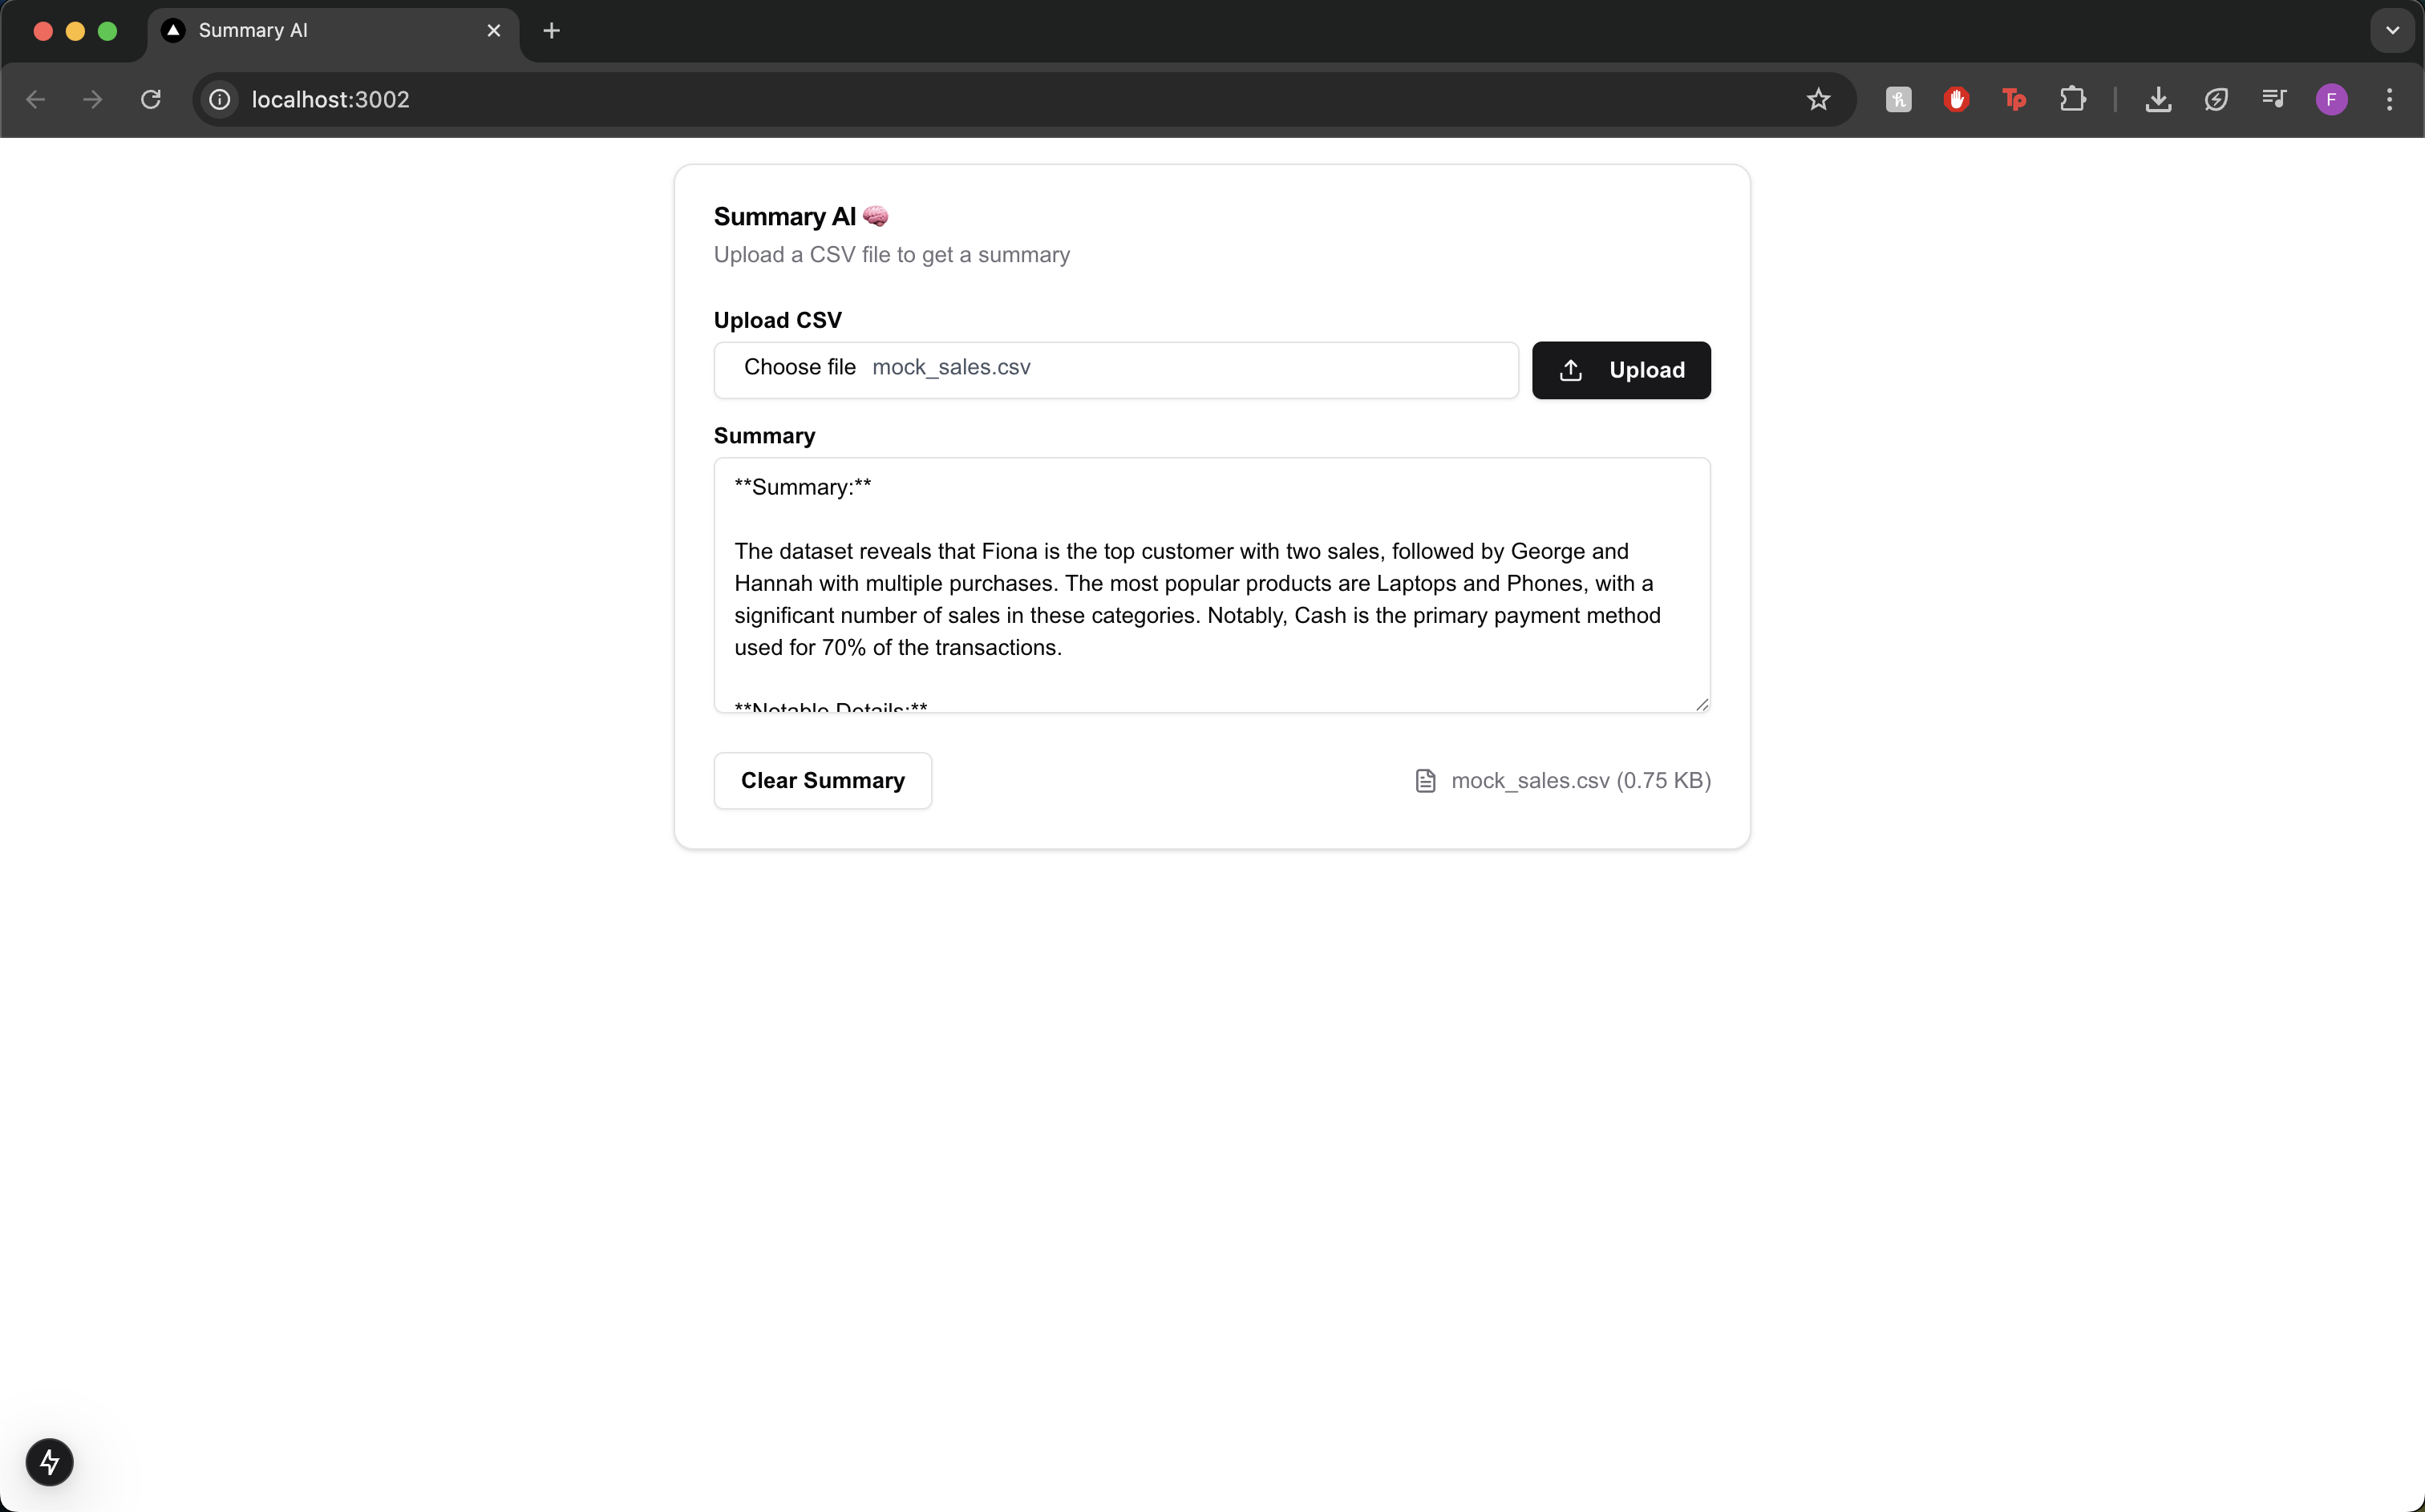 Summary AI
localhost:3002
F
Summary AI
Upload a CSV file to get a summary
Upload CSV
Choose file mock_sales.csv
Upload
Summary
**Summary:**
The dataset reveals that Fiona is the top customer with two sales, followed by George and
Hannah with multiple purchases. The most popular products are Laptops and Phones, with a
significant number of sales in these categories. Notably, Cash is the primary payment method
used for 70% of the transactions.
**Notable Details:**
Clear Summary
mock_sales.csv (0.75 KB)